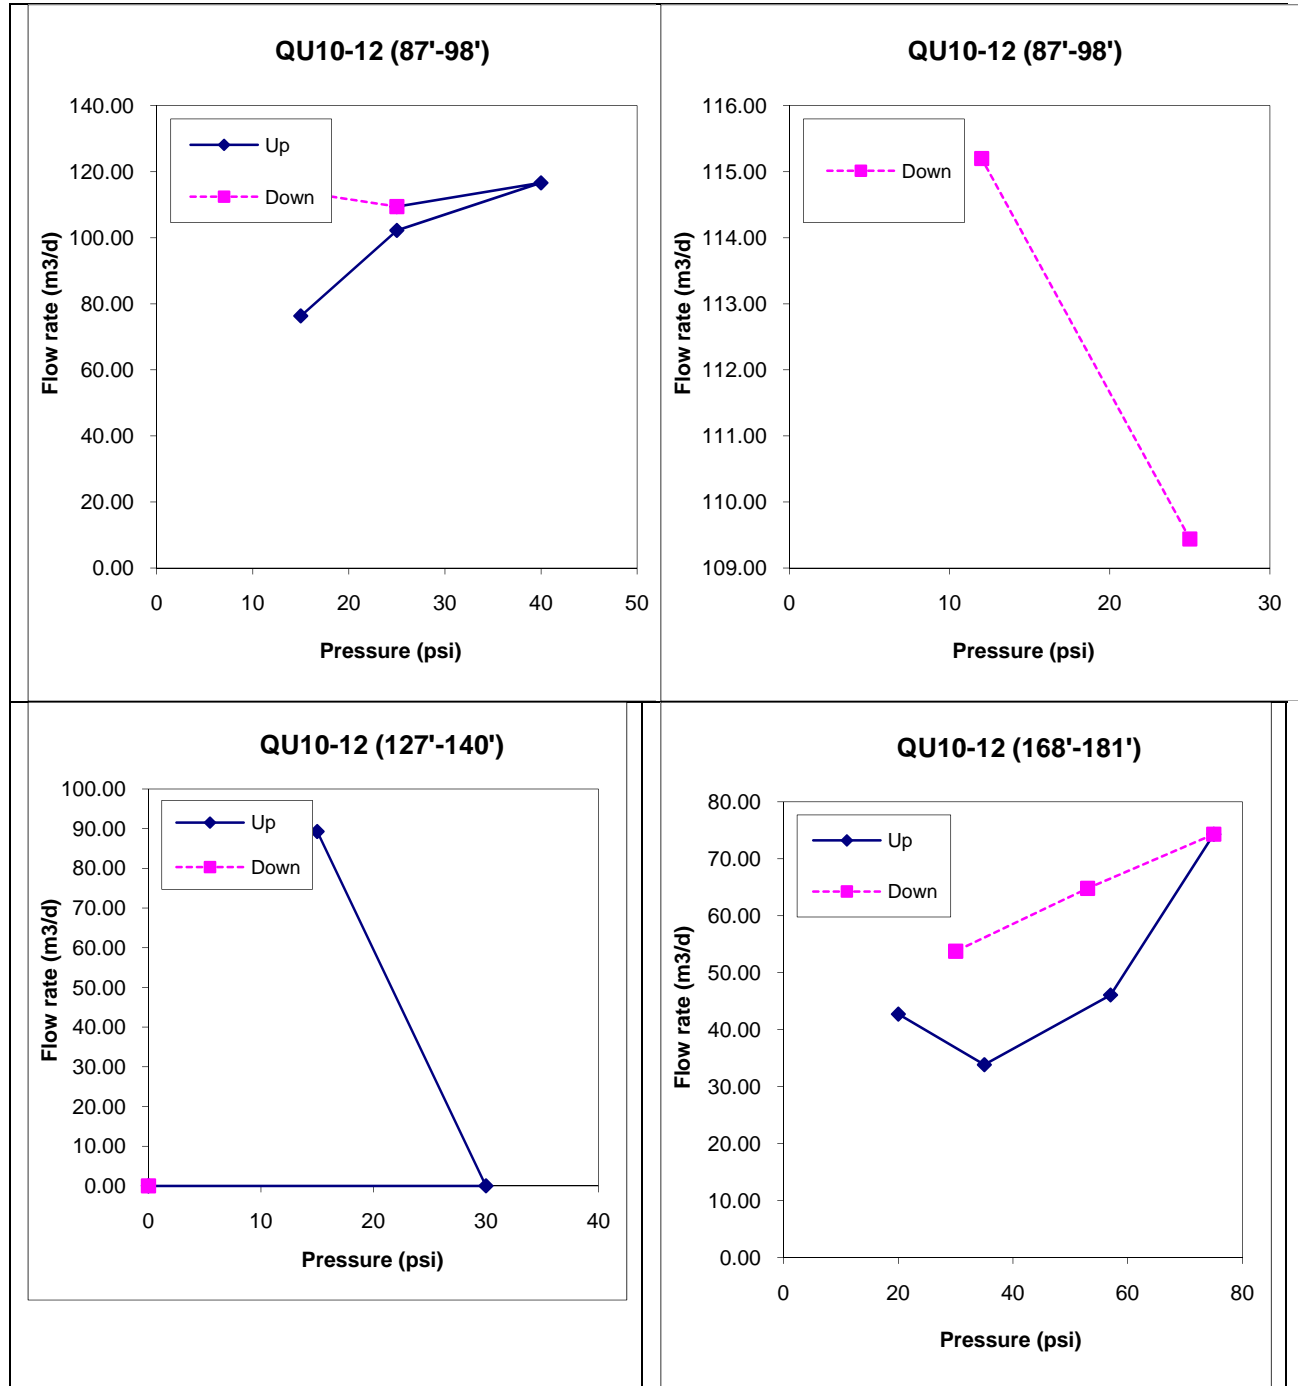 QU10-12 (87'-98')
140.00
120.00
100.00
80.00
60.00
40.00
20.00
0.00
Up
Down
Flow rate (m3/d)
0 10 20 30 40 50
Pressure (psi)
QU10-12 (87'-98')
116.00
115.00
114.00
113.00
112.00
111.00
110.00
109.00
Down
Flow rate (m3/d)
0 10 20 30
Pressure (psi)
QU10-12 (127'-140')
100.00
90.00
80.00
70.00
60.00
50.00
40.00
30.00
20.00
10.00
0.00
Up
Down
Flow rate (m3/d)
0 10 20 30 40
Pressure (psi)
QU10-12 (168'-181')
80.00
70.00
60.00
50.00
40.00
30.00
20.00
10.00
0.00
Up
Down
Flow rate (m3/d)
0 20 40 60 80
Pressure (psi)